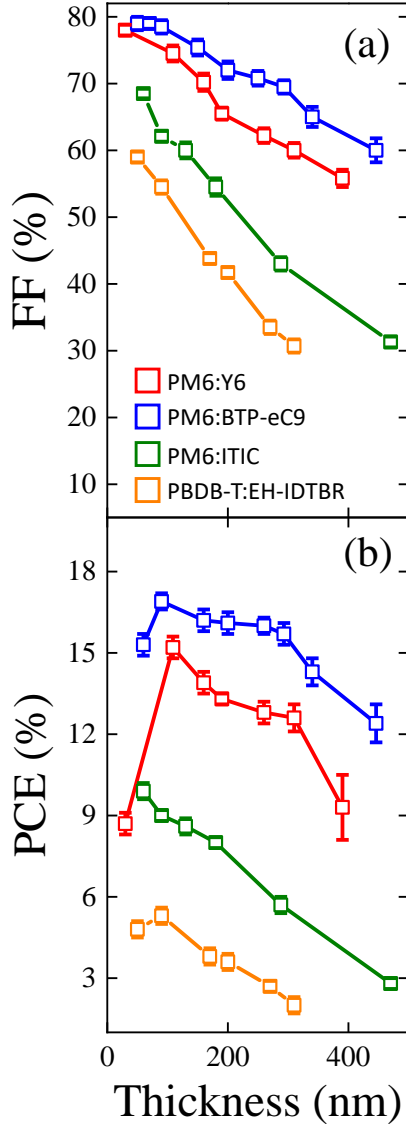 80
(a)
70
60
50
FF (%)
40
30
PM6:Y6
20
PM6:BTP-eC9
PM6:ITIC
10
PBDB-T:EH-IDTBR
(b)
18
15
12
PCE (%)
9
6
3
0 200 400
Thickness (nm)